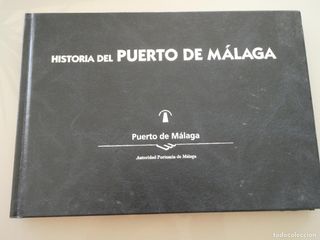 HISTORIA DEL PUERTO DE MÁLAGA
Puerto de Málaga
Autoridad Portuaria de Málaga
todocoleccion